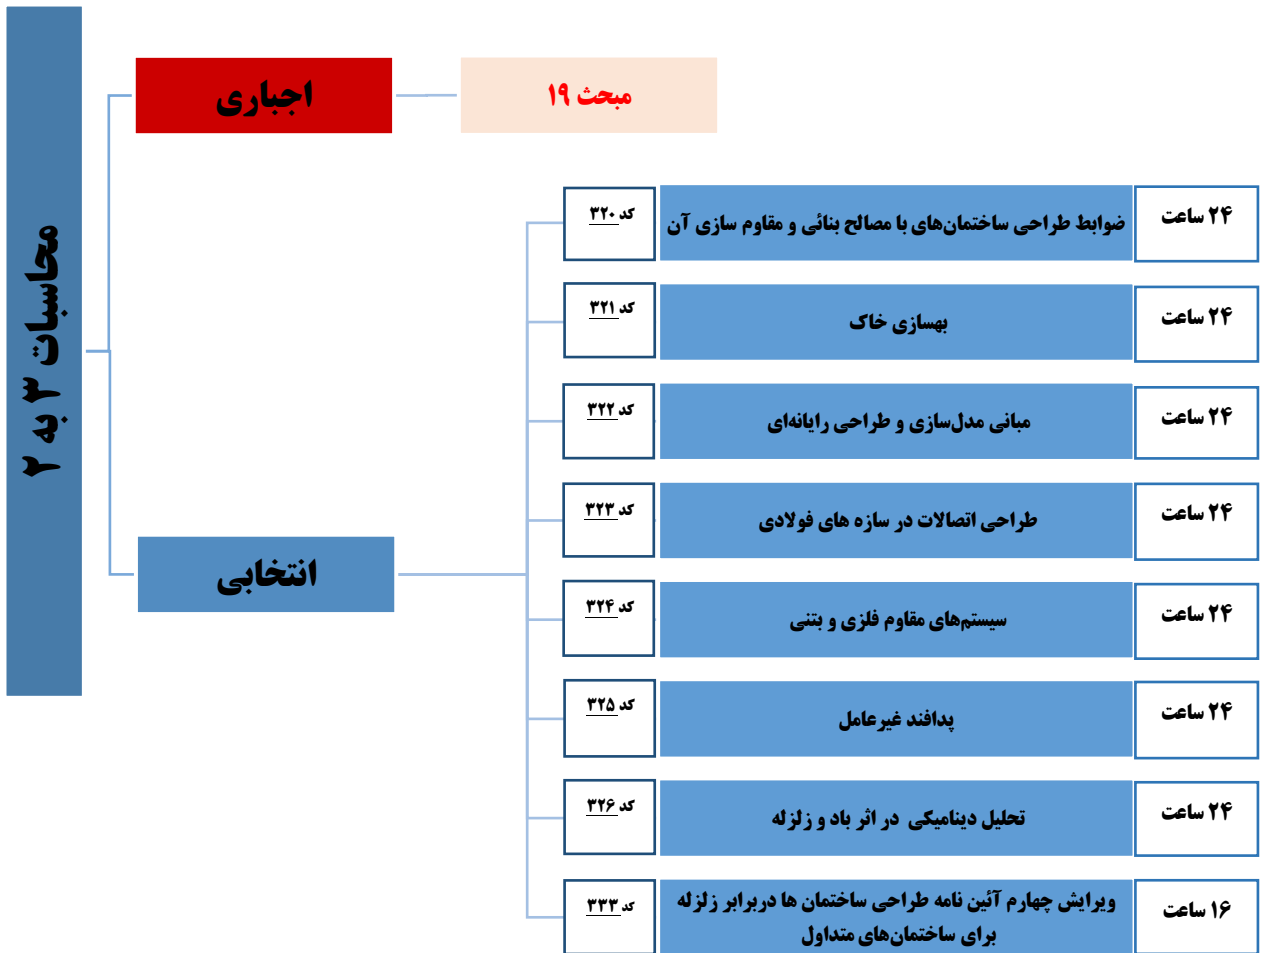 محاسبات ۳ به ۲
اجباری
مبحث ۱۹
انتخابی
کد ۳۲۰
ضوابط طراحی ساختمان‌های با مصالح بنائی و مقاوم سازی آن
۲۴ ساعت
کد ۳۲۱
بهسازی خاک
۲۴ ساعت
کد ۳۲۲
مبانی مدل‌سازی و طراحی رایانه‌ای
۲۴ ساعت
کد ۳۲۳
طراحی اتصالات در سازه های فولادی
۲۴ ساعت
کد ۳۲۴
سیستم‌های مقاوم فلزی و بتنی
۲۴ ساعت
کد ۳۲۵
پدافند غیرعامل
۲۴ ساعت
کد ۳۲۶
تحلیل دینامیکی در اثر باد و زلزله
۲۴ ساعت
کد ۳۳۳
ویرایش چهارم آئین نامه طراحی ساختمان ها دربرابر زلزله
برای ساختمان‌های متداول
۱۶ ساعت